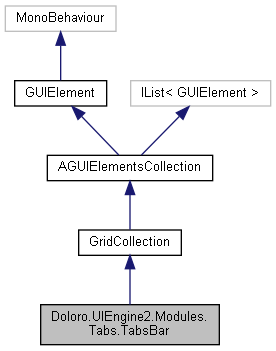 MonoBehaviour
GUIElement
IList< GUIElement >
AGUIElementsCollection
GridCollection
Doloro.UIEngine2.Modules.
Tabs.TabsBar